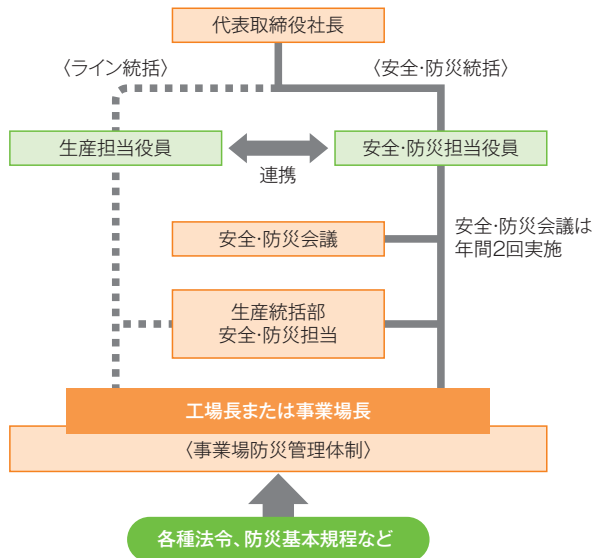 代表取締役社長
〈ライン統括〉
〈安全・防災統括〉
生産担当役員
安全・防災担当役員
連携
安全・防災会議
安全・防災会議は
年間2回実施
生産統括部
安全・防災担当
工場長または事業場長
〈事業場防災管理体制〉
各種法令、防災基本規程など